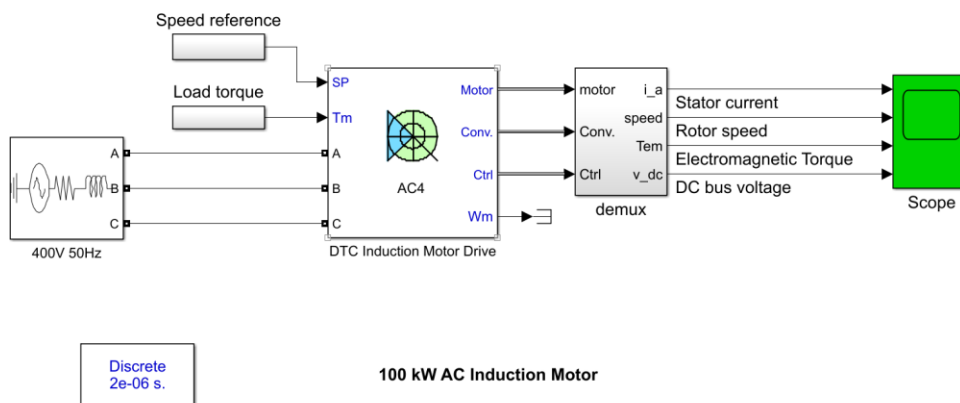 Speed reference
Load torque
A
B
C
400V 50Hz
SP
Tm
A
B
C
AC4
Motor
Conv.
Ctrl
Wm
DTC Induction Motor Drive
motor
Conv.
Ctrl
i_a
speed
Tem
v_dc
demux
Stator current
Rotor speed
Electromagnetic Torque
DC bus voltage
Scope
Discrete
2e-06 s.
100 kW AC Induction Motor